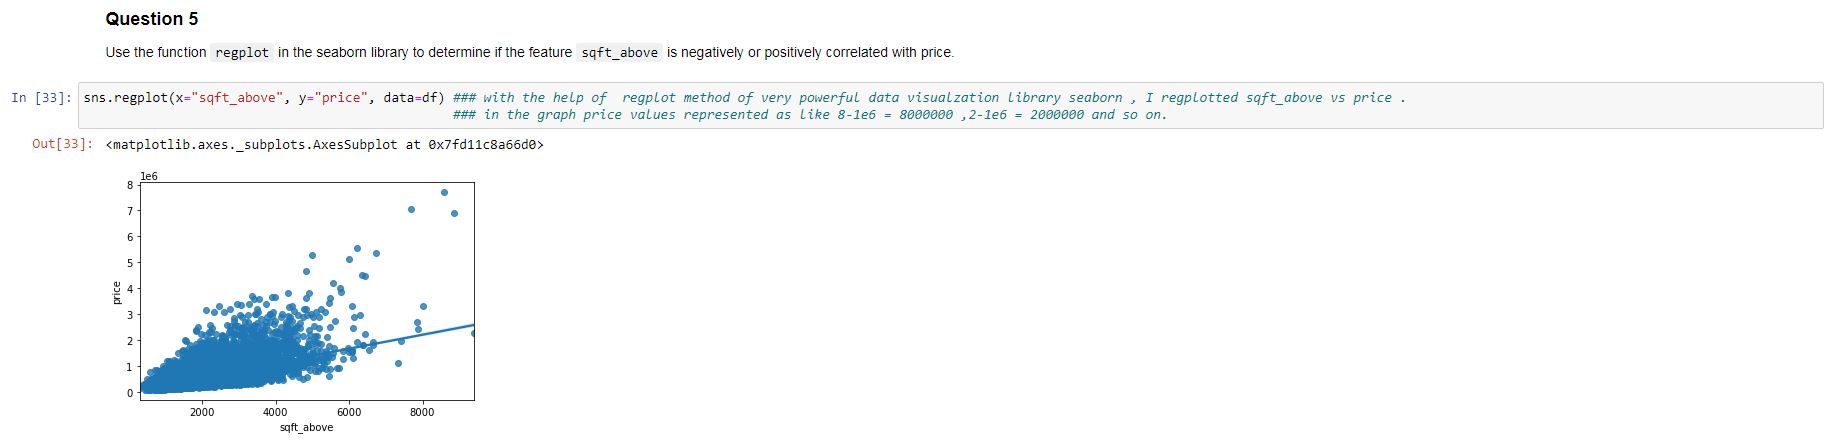 Question 5
Use the function regplot in the seaborn library to determine if the feature sqft_above is negatively or positively correlated with price.
In [33]: sns.regplot(x="sqft_above", y="price", data=df) ### with the help of  regplot method of very powerful data visualzation library seaborn , I regplotted sqft_above vs price .
### in the graph price values represented as like 8-1e6 = 8000000 ,2-1e6 = 2000000 and so on.
Out[33]: <matplotlib.axes._subplots.AxesSubplot at 0x7fd11c8a66d0>
1e6
8
7
6
5
4
3
2
1
0
price
2000 4000 6000 8000
sqft_above